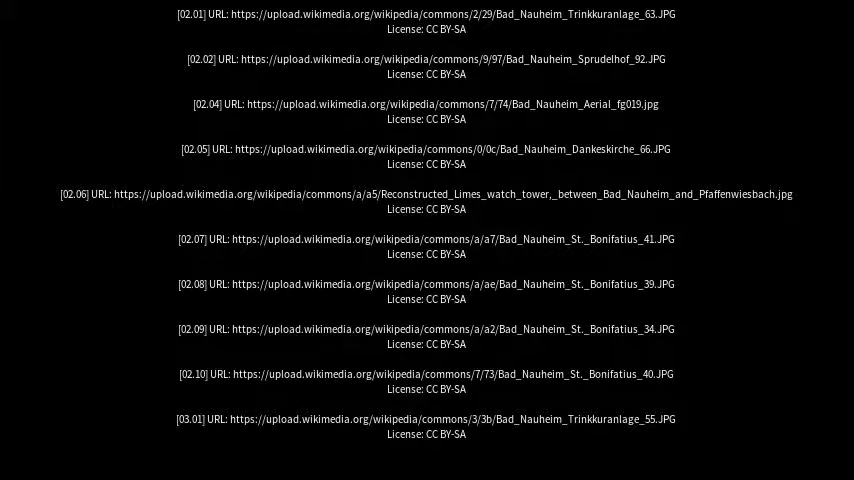 [02.01] URL: https://upload.wikimedia.org/wikipedia/commons/2/29/Bad_Nauheim_Trinkkuranlage_63.JPG
License: CC BY-SA
[02.02] URL: https://upload.wikimedia.org/wikipedia/commons/9/97/Bad_Nauheim_Sprudelhof_92.JPG
License: CC BY-SA
[02.04] URL: https://upload.wikimedia.org/wikipedia/commons/7/74/Bad_Nauheim_Aerial_fg019.jpg
License: CC BY-SA
[02.05] URL: https://upload.wikimedia.org/wikipedia/commons/0/0c/Bad_Nauheim_Dankeskirche_66.JPG
License: CC BY-SA
[02.06] URL: https://upload.wikimedia.org/wikipedia/commons/a/a5/Reconstructed_Limes_watch_tower,_between_Bad_Nauheim_and_Pfaffenwiesbach.jpg
License: CC BY-SA
[02.07] URL: https://upload.wikimedia.org/wikipedia/commons/a/a7/Bad_Nauheim_St._Bonifatius_41.JPG
License: CC BY-SA
[02.08] URL: https://upload.wikimedia.org/wikipedia/commons/a/ae/Bad_Nauheim_St._Bonifatius_39.JPG
License: CC BY-SA
[02.09] URL: https://upload.wikimedia.org/wikipedia/commons/a/a2/Bad_Nauheim_St._Bonifatius_34.JPG
License: CC BY-SA
[02.10] URL: https://upload.wikimedia.org/wikipedia/commons/7/73/Bad_Nauheim_St._Bonifatius_40.JPG
License: CC BY-SA
[03.01] URL: https://upload.wikimedia.org/wikipedia/commons/3/3b/Bad_Nauheim_Trinkkuranlage_55.JPG
License: CC BY-SA